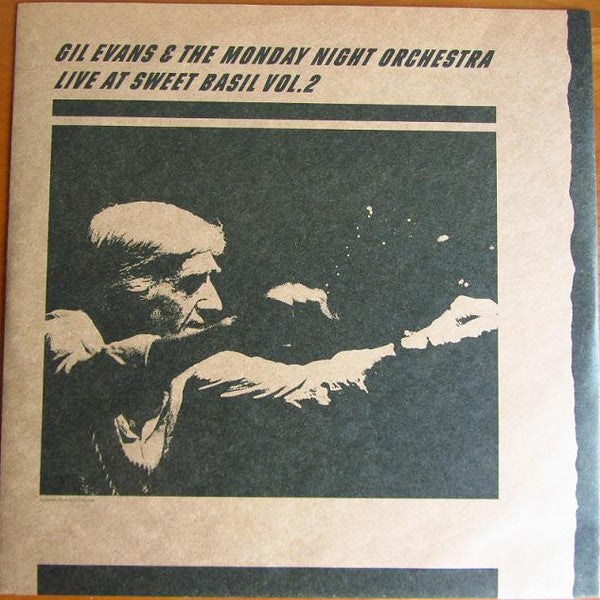 GIL EVANS & THE MONDAY NIGHT ORCHESTRA
LIVE AT SWEET BASIL VOL.2